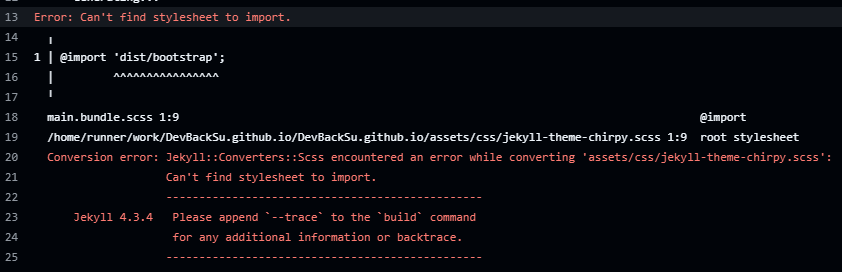 13 Error: Can't find stylesheet to import.
14 ╷
15 1 │ @import 'dist/bootstrap';
16 │ ^^^^^^^^^^^^^^^^
17 ╵
18 main.bundle.scss 1:9 @import
19 /home/runner/work/DevBackSu.github.io/DevBackSu.github.io/assets/css/jekyll-theme-chirpy.scss 1:9 root stylesheet
20 Conversion error: Jekyll::Converters::Scss encountered an error while converting 'assets/css/jekyll-theme-chirpy.scss':
21 Can't find stylesheet to import.
22 ------------------------------------------------
23 Jekyll 4.3.4 Please append `--trace` to the `build` command
24 for any additional information or backtrace.
25 ------------------------------------------------